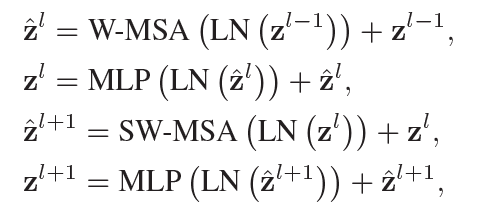 ẑ^l = W-MSA (LN (z^{l−1})) + z^{l−1},
z^l = MLP (LN (ẑ^l)) + ẑ^l,
ẑ^{l+1} = SW-MSA (LN (z^l)) + z^l,
z^{l+1} = MLP (LN (ẑ^{l+1})) + ẑ^{l+1},